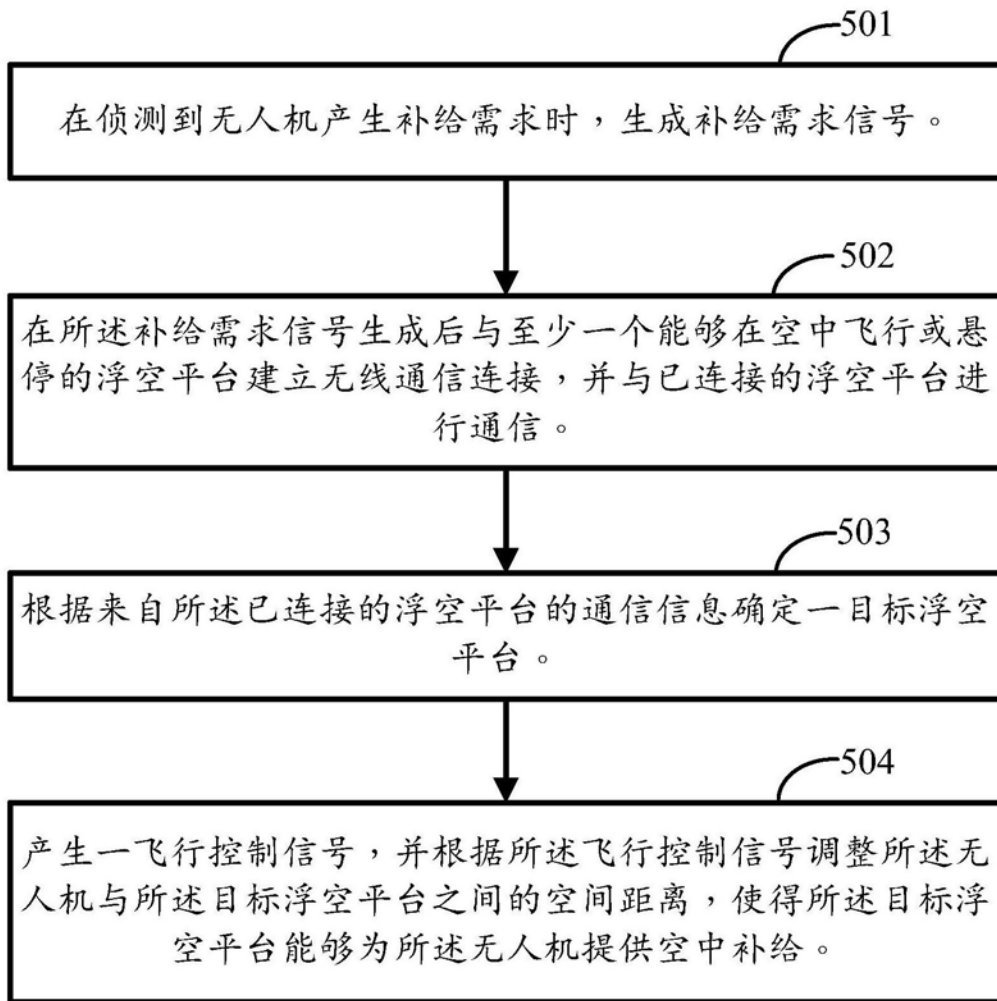 501
在侦测到无人机产生补给需求时，生成补给需求信号。
502
在所述补给需求信号生成后与至少一个能够在空中飞行或悬
停的浮空平台建立无线通信连接，并与已连接的浮空平台进
行通信。
503
根据来自所述已连接的浮空平台的通信信息确定一目标浮空
平台。
504
产生一飞行控制信号，并根据所述飞行控制信号调整所述无
人机与所述目标浮空平台之间的空间距离，使得所述目标浮
空平台能够为所述无人机提供空中补给。